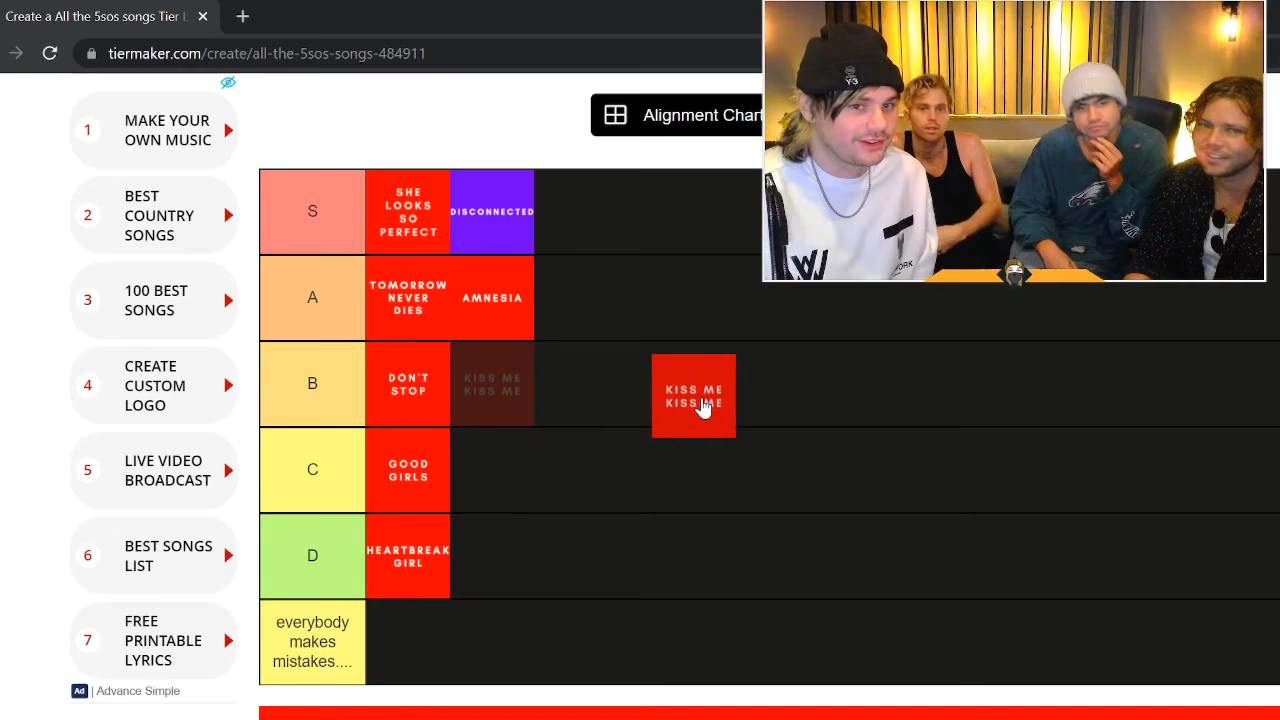 Create a All the 5sos songs Tier L
tiermaker.com/create/all-the-5sos-songs-484911
1
MAKE YOUR
OWN MUSIC
2
BEST
COUNTRY
SONGS
3
100 BEST
SONGS
4
CREATE
CUSTOM
LOGO
5
LIVE VIDEO
BROADCAST
6
BEST SONGS
LIST
7
FREE
PRINTABLE
LYRICS
Ad | Advance Simple
Alignment Chart
S
SHE
LOOKS
SO
PERFECT
DISCONNECTED
A
TOMORROW
NEVER
DIES
AMNESIA
B
DON'T
STOP
KISS ME
KISS ME
KISS ME
KISS ME
C
GOOD
GIRLS
D
HEARTBREAK
GIRL
everybody
makes
mistakes....
Y-3